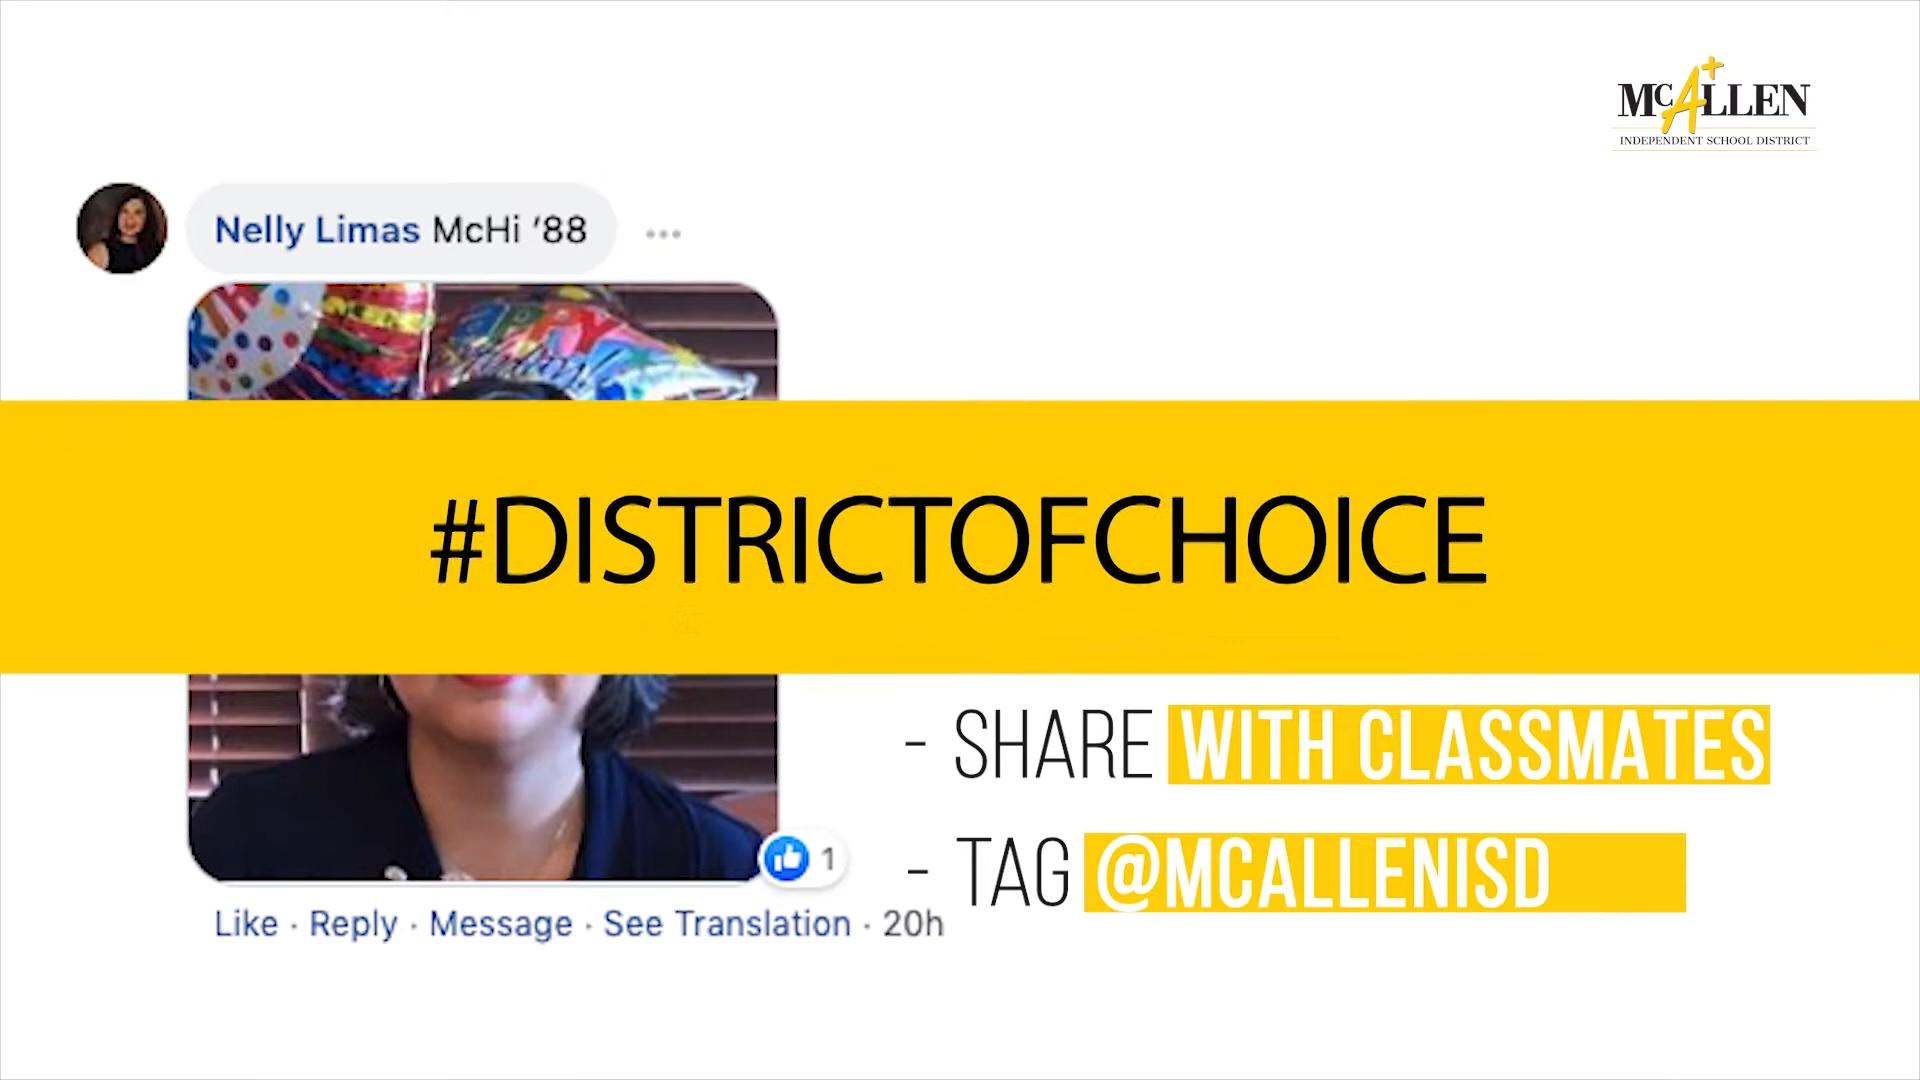 McALLEN
INDEPENDENT SCHOOL DISTRICT
Nelly Limas McHi ‘88
#DISTRICTOFCHOICE
- SHARE WITH CLASSMATES
- TAG @MCALLENISD
1
Like · Reply · Message · See Translation · 20h